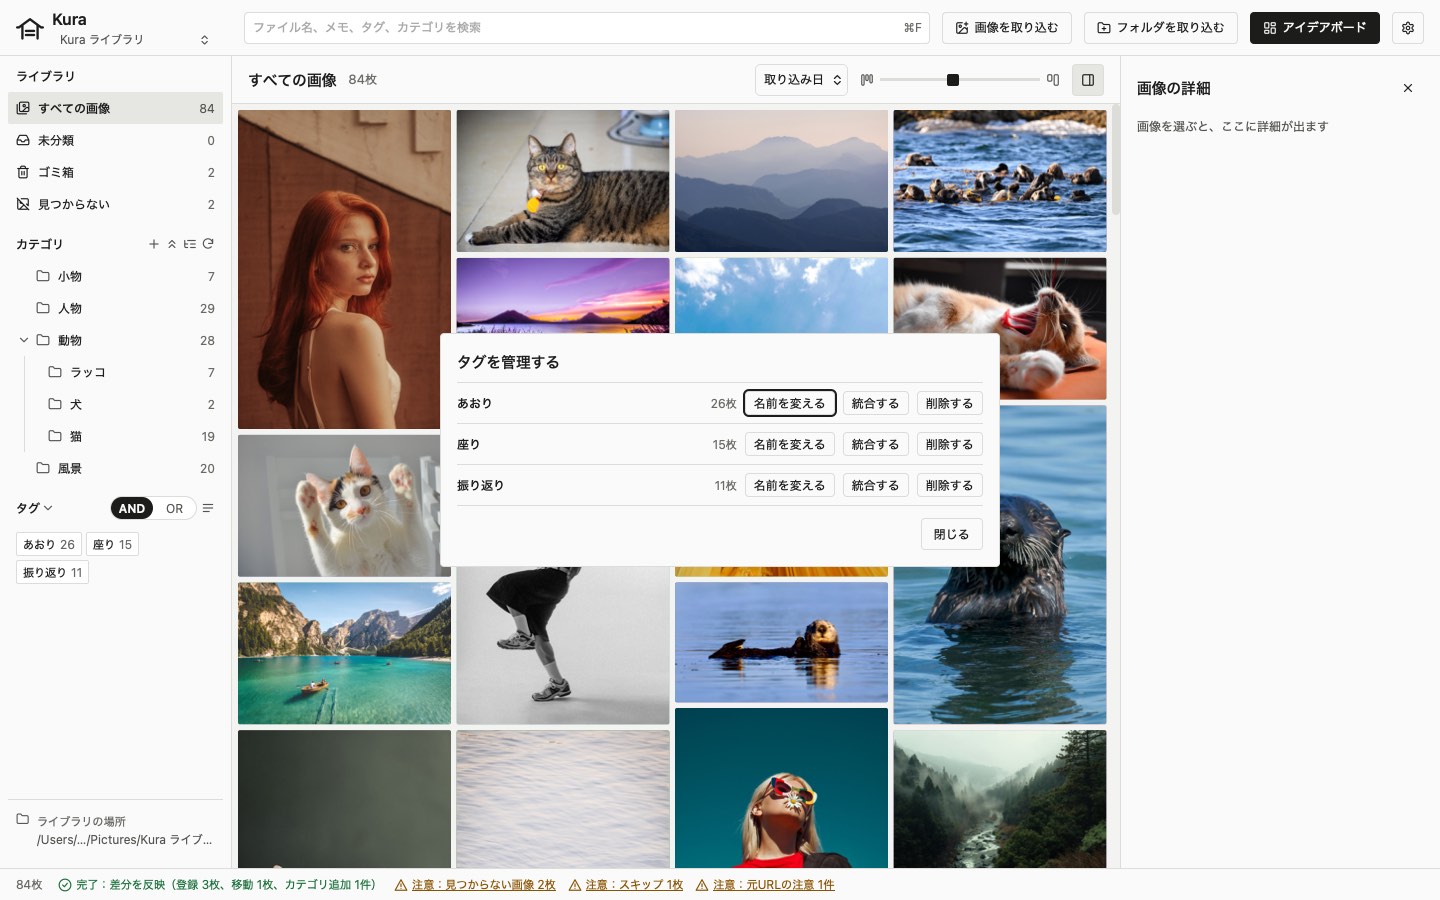 Kura
Kura ライブラリ
ファイル名、メモ、タグ、カテゴリを検索
⌘F
画像を取り込む
フォルダを取り込む
アイデアボード
ライブラリ
すべての画像 84
未分類 0
ゴミ箱 2
見つからない 2
カテゴリ
小物 7
人物 29
動物 28
ラッコ 7
犬 2
猫 19
風景 20
タグ
AND OR
あおり 26
座り 15
振り返り 11
ライブラリの場所
/Users/.../Pictures/Kura ライブ...
すべての画像 84枚
取り込み日
タグを管理する
あおり 26枚 名前を変える 統合する 削除する
座り 15枚 名前を変える 統合する 削除する
振り返り 11枚 名前を変える 統合する 削除する
閉じる
画像の詳細
画像を選ぶと、ここに詳細が出ます
84枚 完了：差分を反映（登録 3枚、移動 1枚、カテゴリ追加 1件） 注意：見つからない画像 2枚 注意：スキップ 1枚 注意：元URLの注意 1件